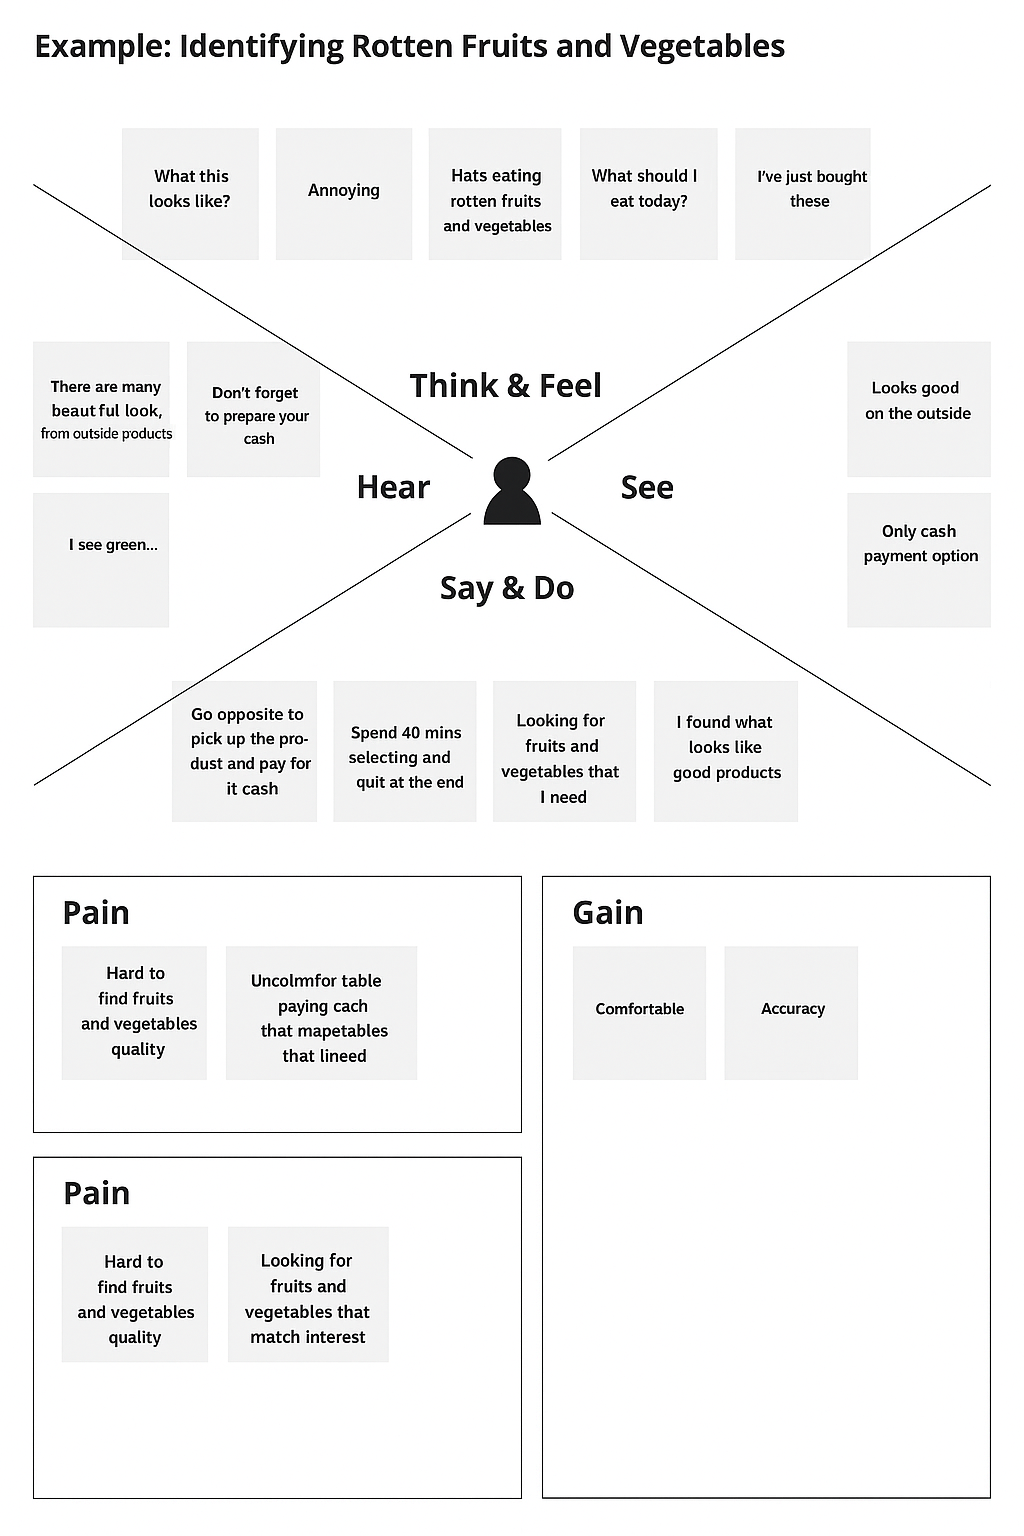 Example: Identifying Rotten Fruits and Vegetables
What this
looks like?
Annoying
Hats eating
rotten fruits
and vegetables
What should I
eat today?
I've just bought
these
Think & Feel
There are many
beaut ful look,
from outside products
Don't forget
to prepare your
cash
I see green...
Hear
See
Looks good
on the outside
Only cash
payment option
Say & Do
Go opposite to
pick up the pro-
dust and pay for
it cash
Spend 40 mins
selecting and
quit at the end
Looking for
fruits and
vegetables that
I need
I found what
looks like
good products
Pain
Hard to
find fruits
and vegetables
quality
Uncolmfor table
paying cach
that mapetables
that lineed
Gain
Comfortable
Accuracy
Pain
Hard to
find fruits
and vegetables
quality
Looking for
fruits and
vegetables that
match interest